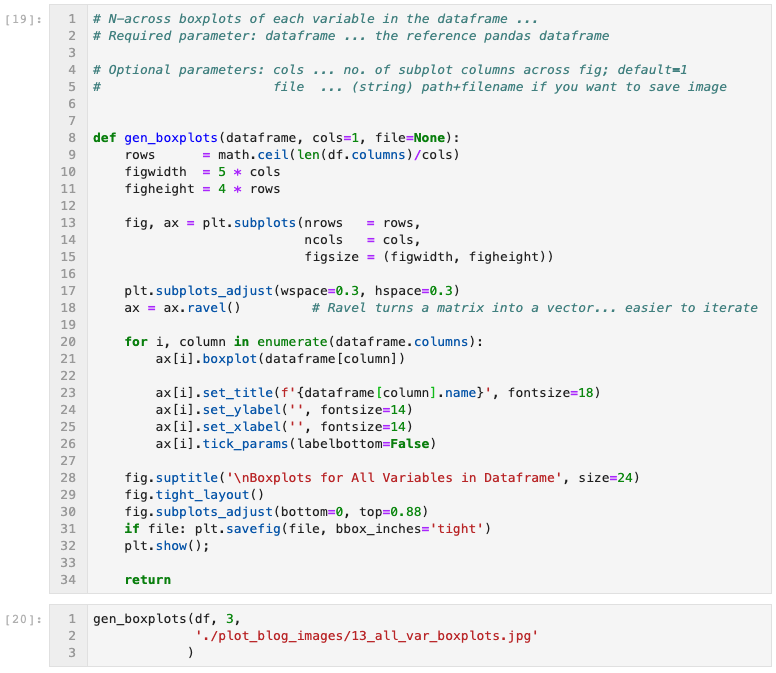 [19]:
1 # N-across boxplots of each variable in the dataframe ...
2 # Required parameter: dataframe ... the reference pandas dataframe
3
4 # Optional parameters: cols ... no. of subplot columns across fig; default=1
5 #                      file  ... (string) path+filename if you want to save image
6
7
8 def gen_boxplots(dataframe, cols=1, file=None):
9     rows      = math.ceil(len(df.columns)/cols)
10     figwidth  = 5 * cols
11     figheight = 4 * rows
12
13     fig, ax = plt.subplots(nrows   = rows,
14                            ncols   = cols,
15                            figsize = (figwidth, figheight))
16
17     plt.subplots_adjust(wspace=0.3, hspace=0.3)
18     ax = ax.ravel()         # Ravel turns a matrix into a vector... easier to iterate
19
20     for i, column in enumerate(dataframe.columns):
21         ax[i].boxplot(dataframe[column])
22
23         ax[i].set_title(f'{dataframe[column].name}', fontsize=18)
24         ax[i].set_ylabel('', fontsize=14)
25         ax[i].set_xlabel('', fontsize=14)
26         ax[i].tick_params(labelbottom=False)
27
28     fig.suptitle('\nBoxplots for All Variables in Dataframe', size=24)
29     fig.tight_layout()
30     fig.subplots_adjust(bottom=0, top=0.88)
31     if file: plt.savefig(file, bbox_inches='tight')
32     plt.show();
33
34     return
[20]:
1 gen_boxplots(df, 3,
2              './plot_blog_images/13_all_var_boxplots.jpg'
3             )